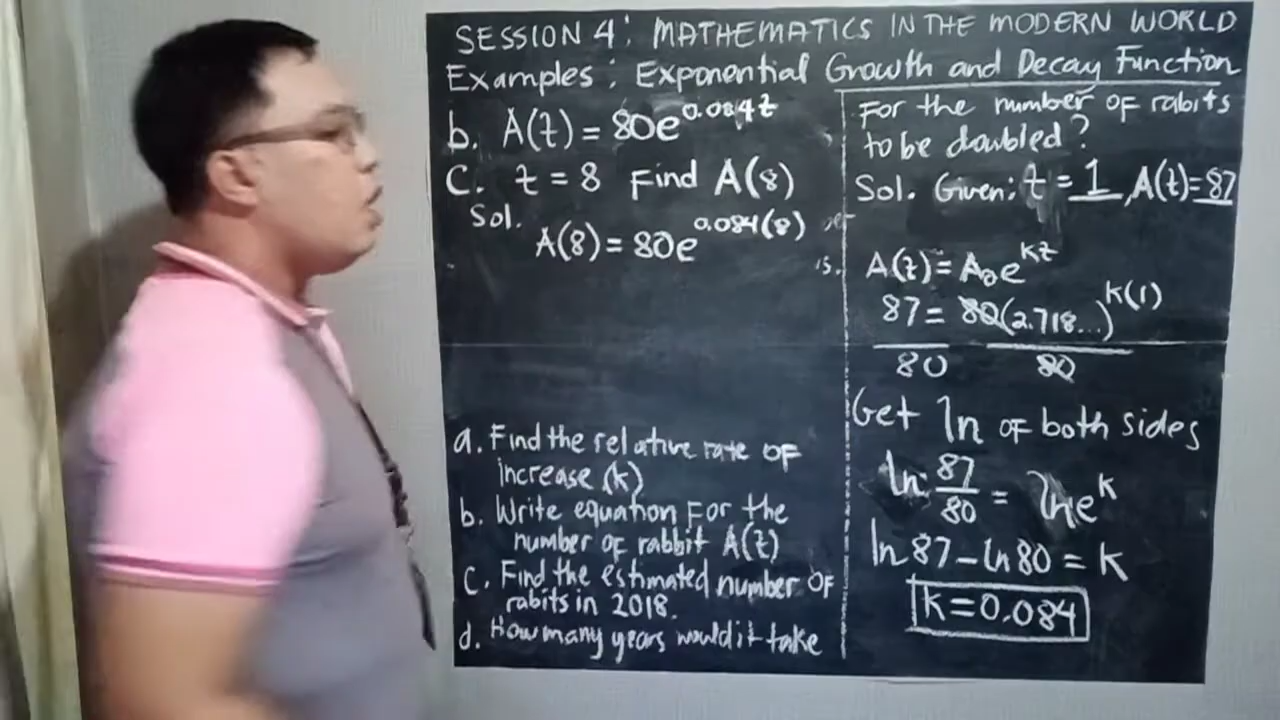 SESSION 4: MATHEMATICS IN THE MODERN WORLD
Examples: Exponential Growth and Decay Function
b. A(t) = 80e^0.084t
C. t = 8 Find A(8)
Sol.
A(8) = 80e^0.084(8)
a. Find the relative rate of
increase (k)
b. Write equation For the
number of rabbit A(t)
C. Find the estimated number of
rabits in 2018.
d. How many years would it take
For the number of rabits
to be doubled?
Sol. Given: t = 1, A(t)=87
A(t) = A₀e^kt
87 = 80(2.718...)^k(1)
80 80
Get ln of both sides
ln 87/80 = lne^k
ln 87 - ln 80 = k
k = 0.084